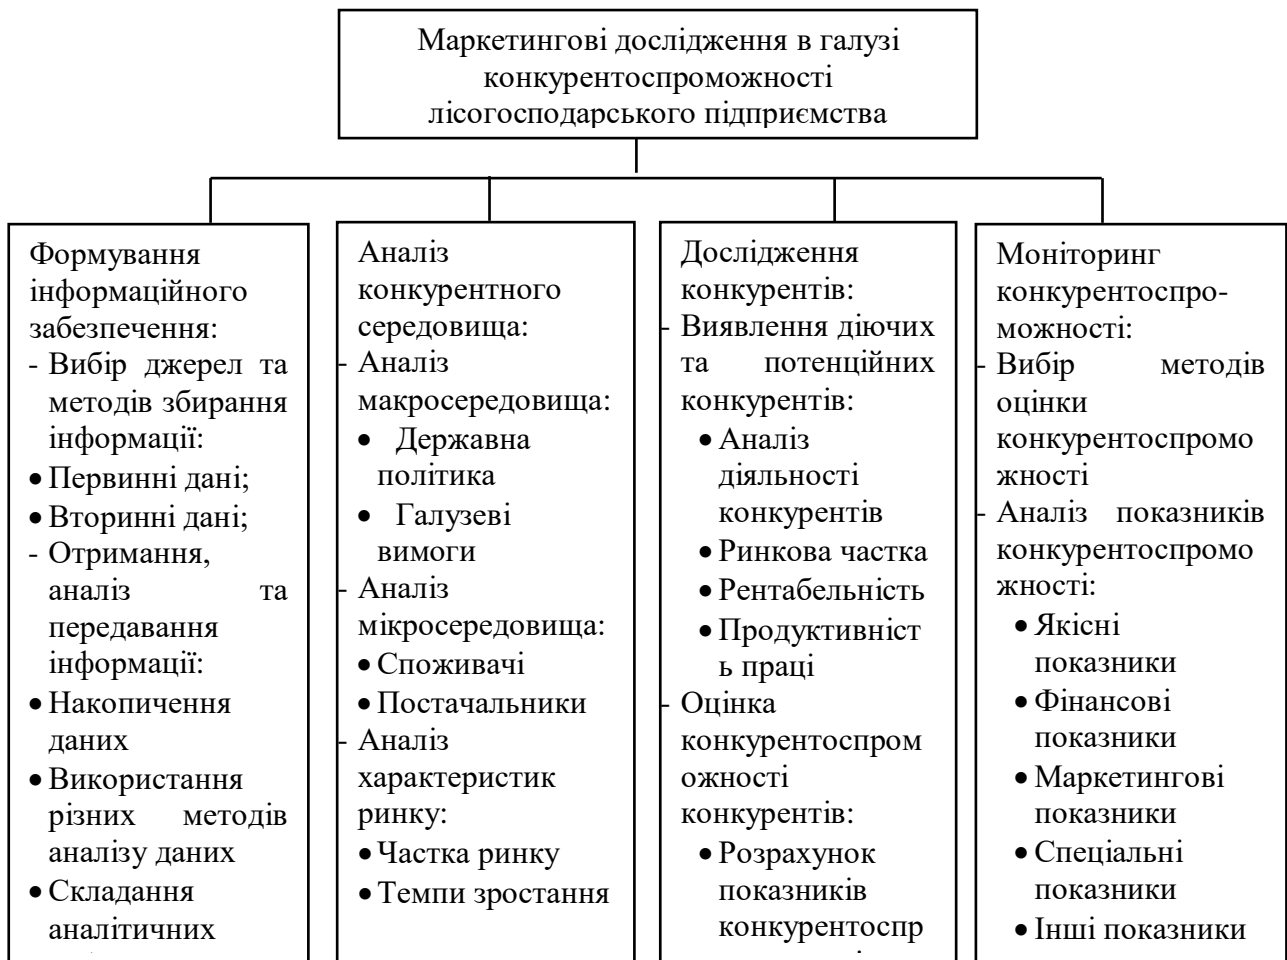 Маркетингові дослідження в галузі
конкурентоспроможності
лісогосподарського підприємства
Формування
інформаційного
забезпечення:
- Вибір джерел та
методів збирання
інформації:
• Первинні дані;
• Вторинні дані;
- Отримання,
аналіз та
передавання
інформації:
• Накопичення
даних
• Використання
різних методів
аналізу даних
• Складання
аналітичних
Аналіз
конкурентного
середовища:
- Аналіз
макросередовища:
• Державна
політика
• Галузеві
вимоги
- Аналіз
мікросередовища:
• Споживачі
• Постачальники
- Аналіз
характеристик
ринку:
• Частка ринку
• Темпи зростання
Дослідження
конкурентів:
- Виявлення діючих
та потенційних
конкурентів:
• Аналіз
діяльності
конкурентів
• Ринкова частка
• Рентабельність
• Продуктивніст
ь праці
- Оцінка
конкурентоспром
ожності
конкурентів:
• Розрахунок
показників
конкурентоспр
Моніторинг
конкурентоспро-
можності:
- Вибір методів
оцінки
конкурентоспромо
жності
- Аналіз показників
конкурентоспромо
жності:
• Якісні
показники
• Фінансові
показники
• Маркетингові
показники
• Спеціальні
показники
• Інші показники